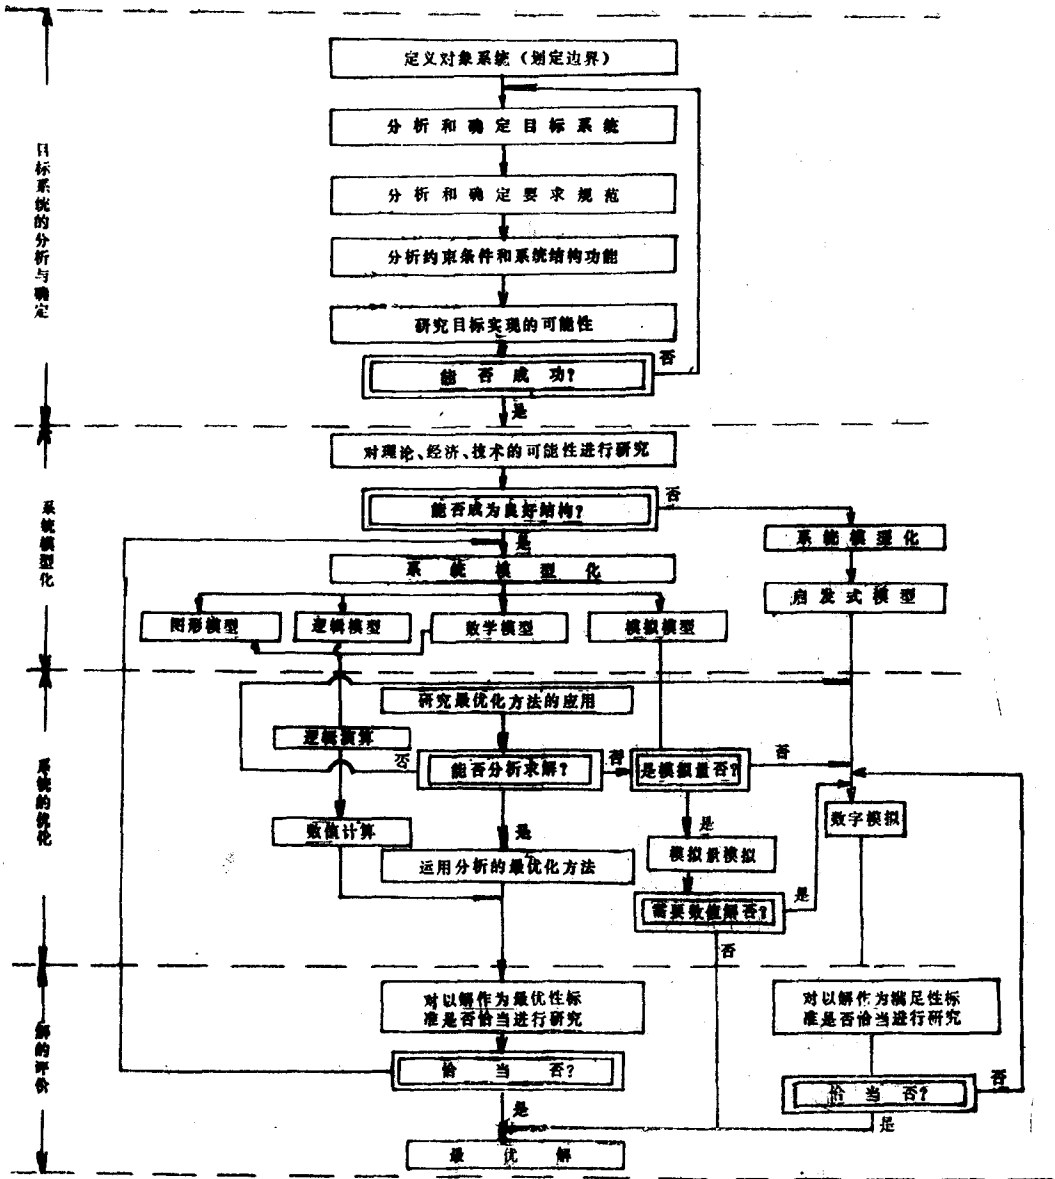 定义对象系统（划定边界）
分析和确定目标系统
分析和确定要求规范
分析约束条件和系统结构功能
研究目标实现的可能性
能否成功？
否
是
目标系统的分析与确定
对理论、经济、技术的可能性进行研究
能否成为良好结构？
否
是
系统模型化
系统模型化
启发式模型
图形模型
逻辑模型
数学模型
模拟模型
系统模型化
研究最优化方法的应用
逻辑演算
否
能否分析求解？
否
是模拟量否？
否
数值计算
是
是
数字模拟
运用分析的最优化方法
模拟量模拟
是
需要数值解否？
否
系统的优化
对以解作为最优性标
准是否恰当进行研究
对以解作为满足性标
准是否恰当进行研究
恰当否？
恰当否？
否
是
是
最优解
解的评价